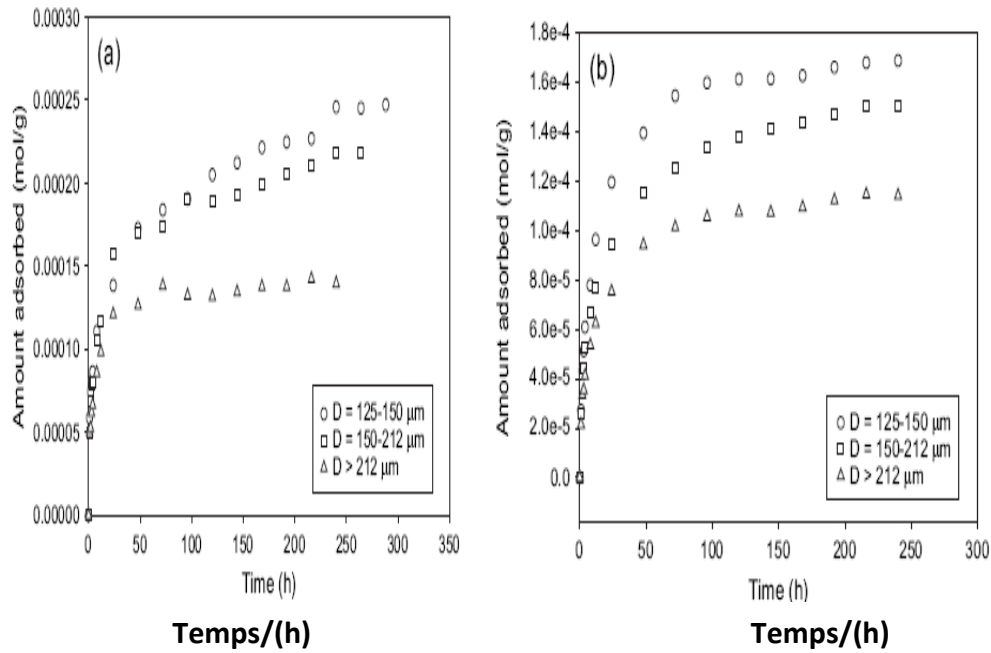 (a)
Amount adsorbed (mol/g)
0.00030
0.00025
0.00020
0.00015
0.00010
0.00005
0.00000
D = 125-150 µm
D = 150-212 µm
D > 212 µm
0 50 100 150 200 250 300 350
Time (h)
Temps/(h)
(b)
Amount adsorbed (mol/g)
1.8e-4
1.6e-4
1.4e-4
1.2e-4
1.0e-4
8.0e-5
6.0e-5
4.0e-5
2.0e-5
0.0
D = 125-150 µm
D = 150-212 µm
D > 212 µm
0 50 100 150 200 250 300
Time (h)
Temps/(h)